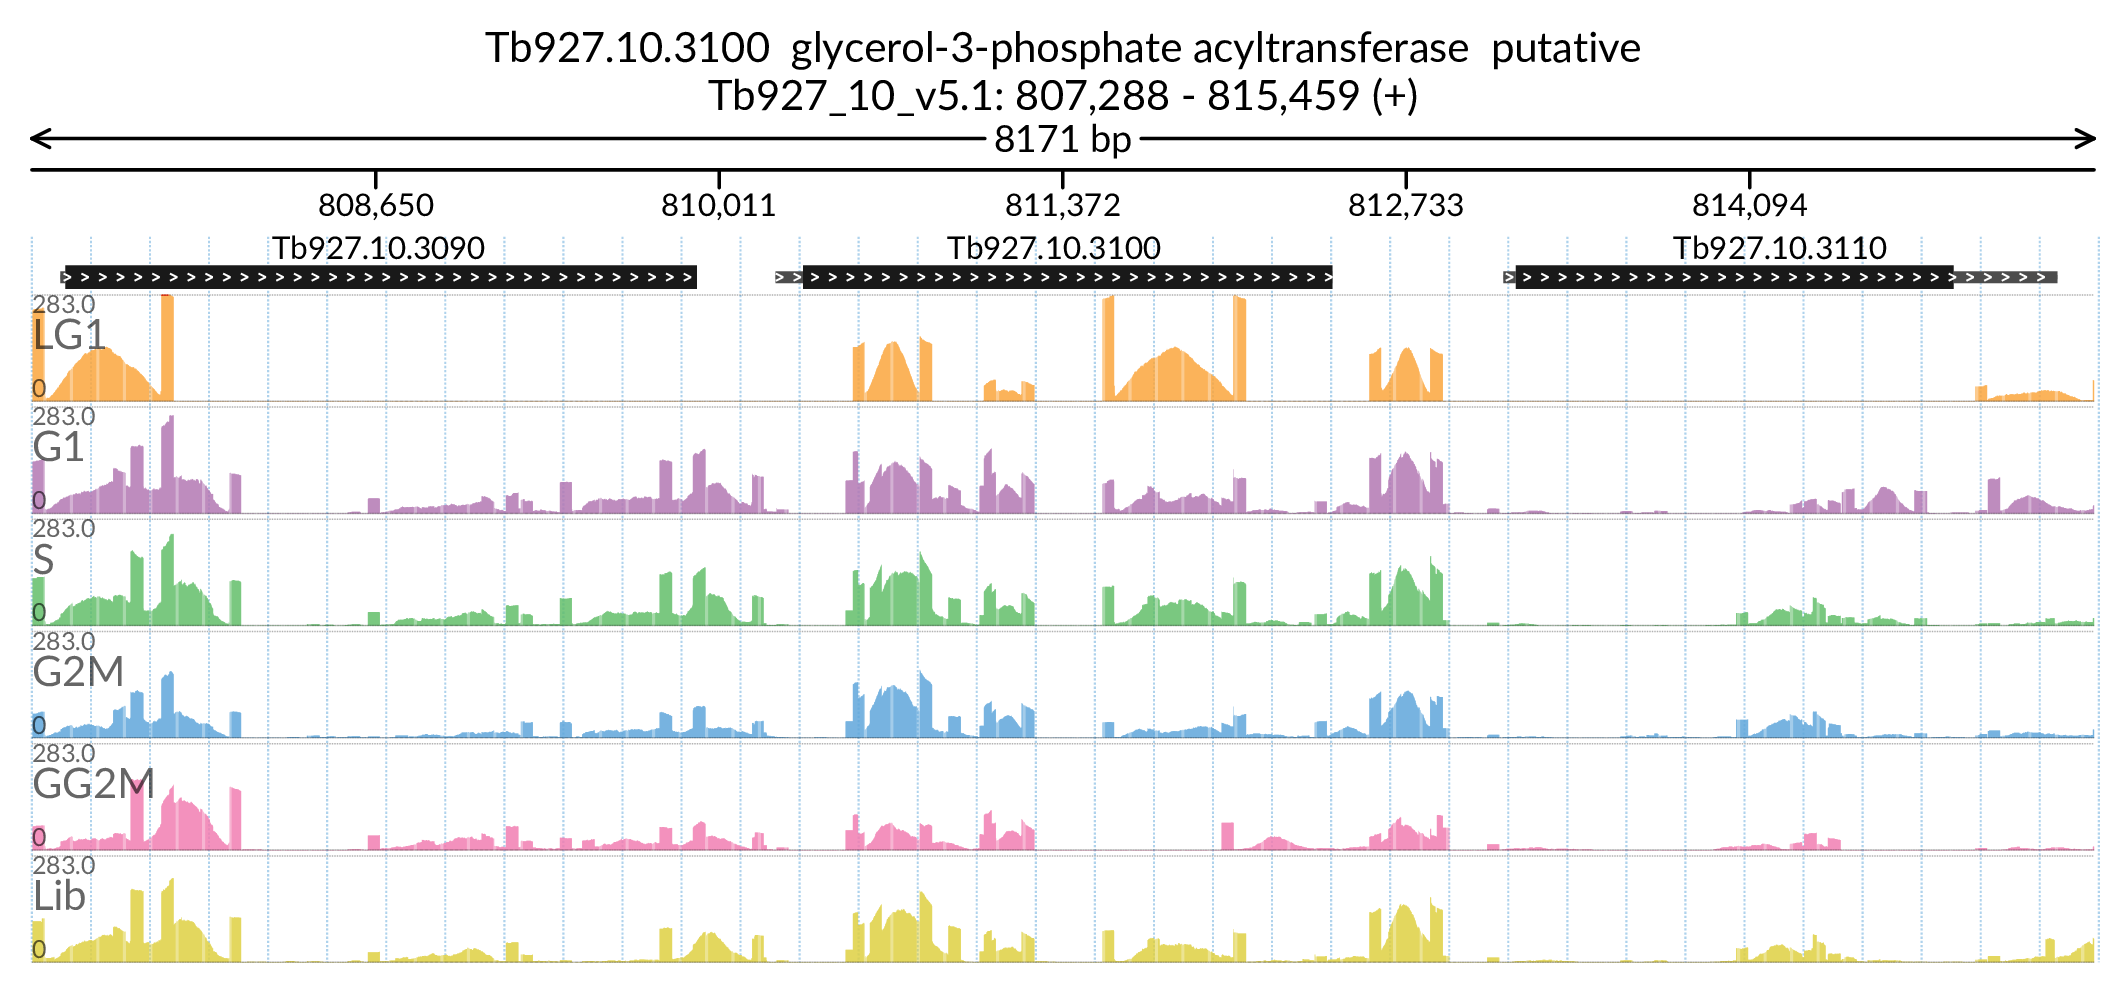 Tb927.10.3100 glycerol-3-phosphate acyltransferase putative
Tb927_10_v5.1: 807,288 - 815,459 (+)
8171 bp
808,650 810,011 811,372 812,733 814,094
Tb927.10.3090 Tb927.10.3100 Tb927.10.3110
283.0
LG1
0
283.0
G1
0
283.0
S
0
283.0
G2M
0
283.0
GG2M
0
283.0
Lib
0